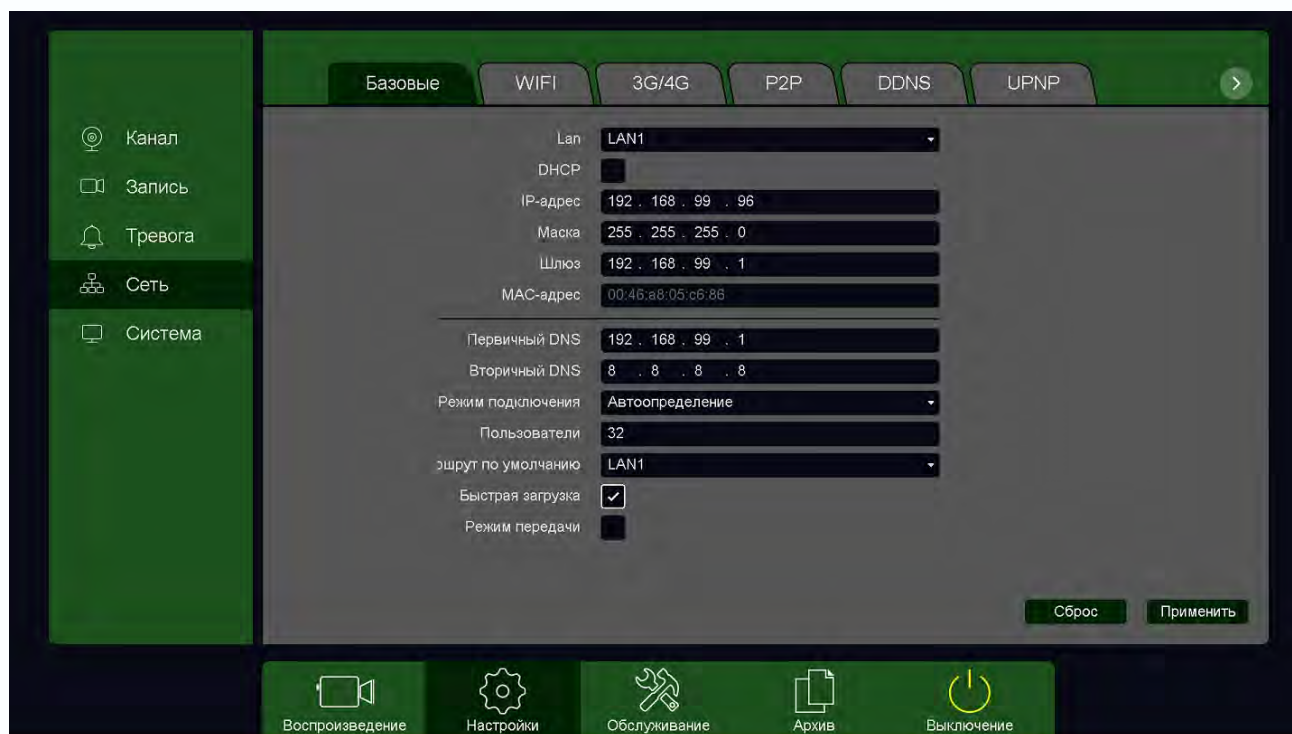 Базовые WIFI 3G/4G P2P DDNS UPNP
Канал
Запись
Тревога
Сеть
Система
Lan LAN1
DHCP
IP-адрес 192 . 168 . 99 . 96
Маска 255 . 255 . 255 . 0
Шлюз 192 . 168 . 99 . 1
MAC-адрес 00:46:a8:05:c6:86
Первичный DNS 192 . 168 . 99 . 1
Вторичный DNS 8 . 8 . 8 . 8
Режим подключения Автоопределение
Пользователи 32
ршрут по умолчанию LAN1
Быстрая загрузка
Режим передачи
Сброс Применить
Воспроизведение Настройки Обслуживание Архив Выключение